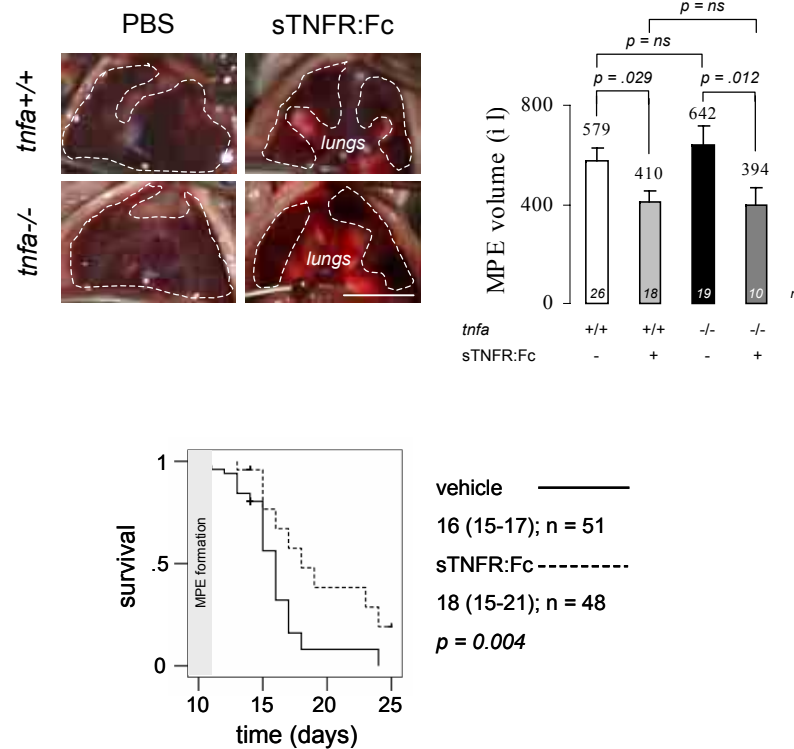 PBS sTNFR:Fc
tnfa+/+
lungs
tnfa-/-
lungs
p = ns
p = ns
p = .029 p = .012
MPE volume (ì l)
800
400
0
579
410
642
394
26 18 19 10
tnfa +/+ +/+ -/- -/-
sTNFR:Fc - + - +
survival
1
.5
0
MPE formation
10 15 20 25
time (days)
vehicle
16 (15-17); n = 51
sTNFR:Fc
18 (15-21); n = 48
p = 0.004